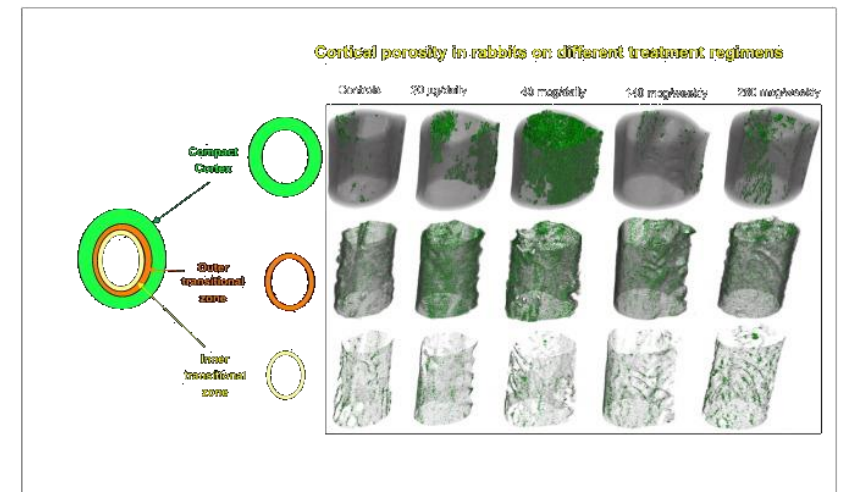 Cortical porosity in rabbits on different treatment regimens
Controls 20 µg/daily 40 mcg/daily 140 mcg/weekly 280 mcg/weekly
Compact
Cortex
Outer
transitional
zone
Inner
transitional
zone